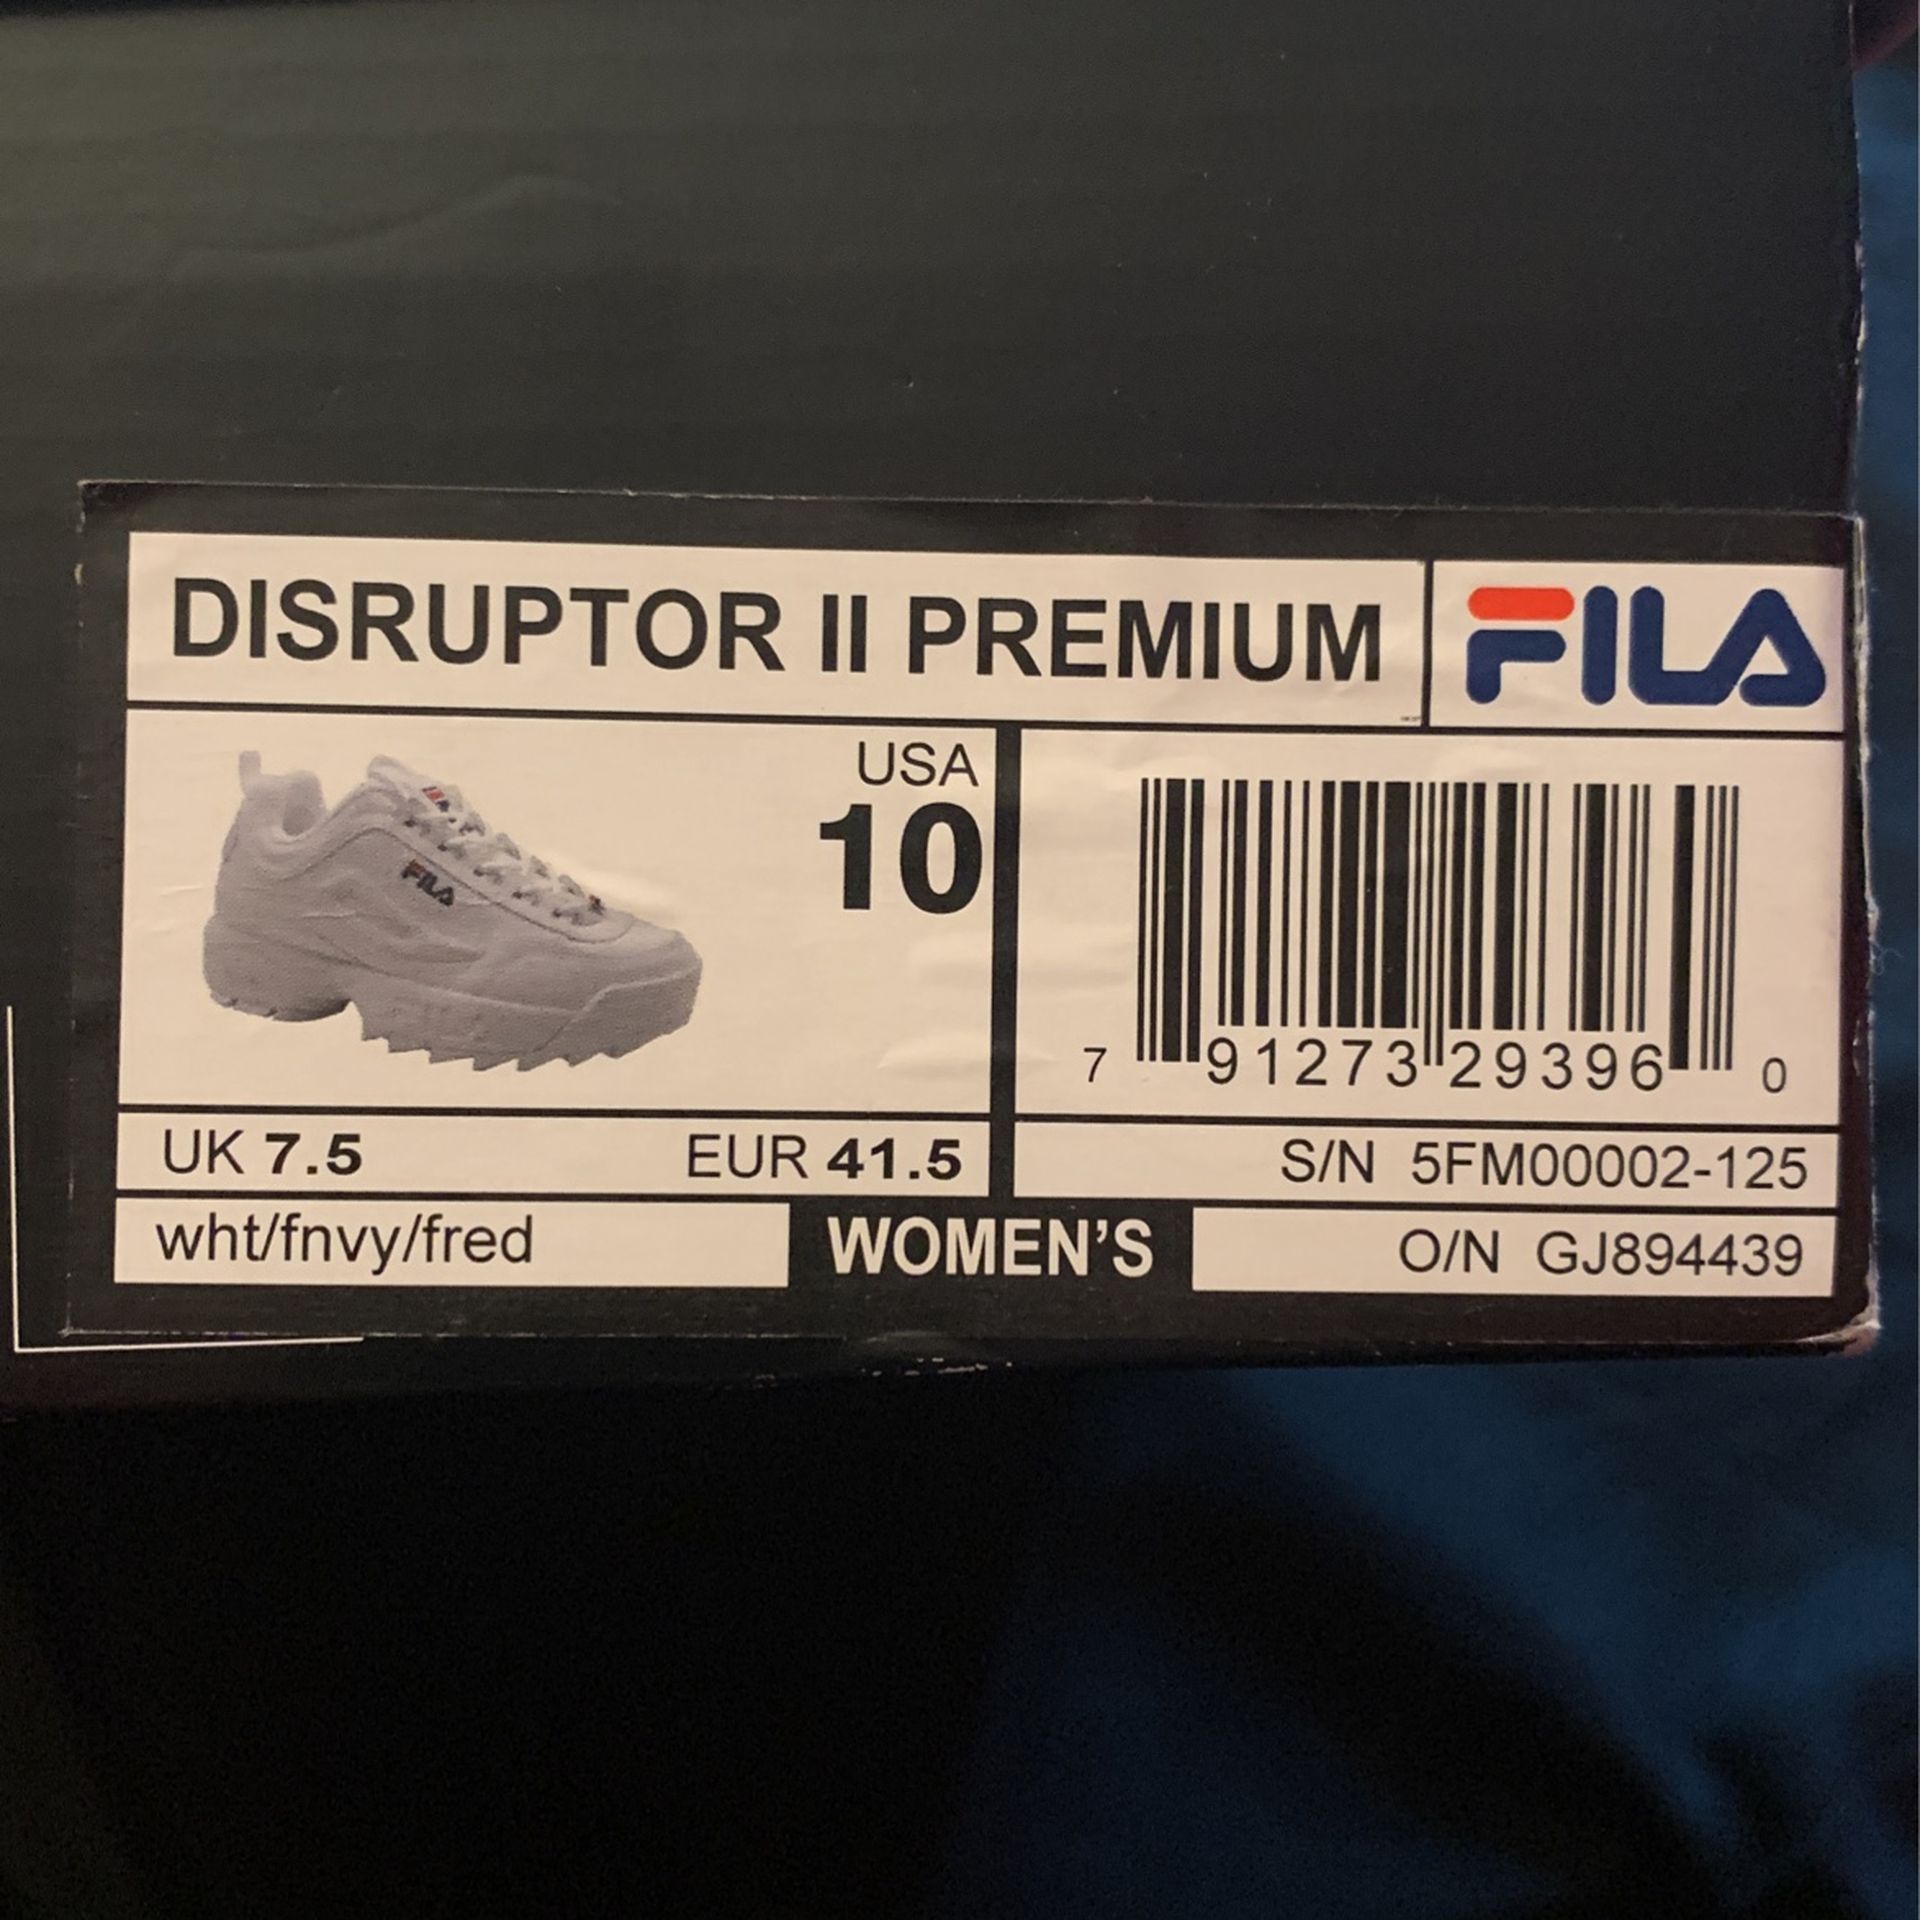 DISRUPTOR II PREMIUM
FILA
USA
10
FILA
7 91273 29396 0
UK 7.5 EUR 41.5
S/N 5FM00002-125
wht/fnvy/fred
WOMEN'S
O/N GJ894439